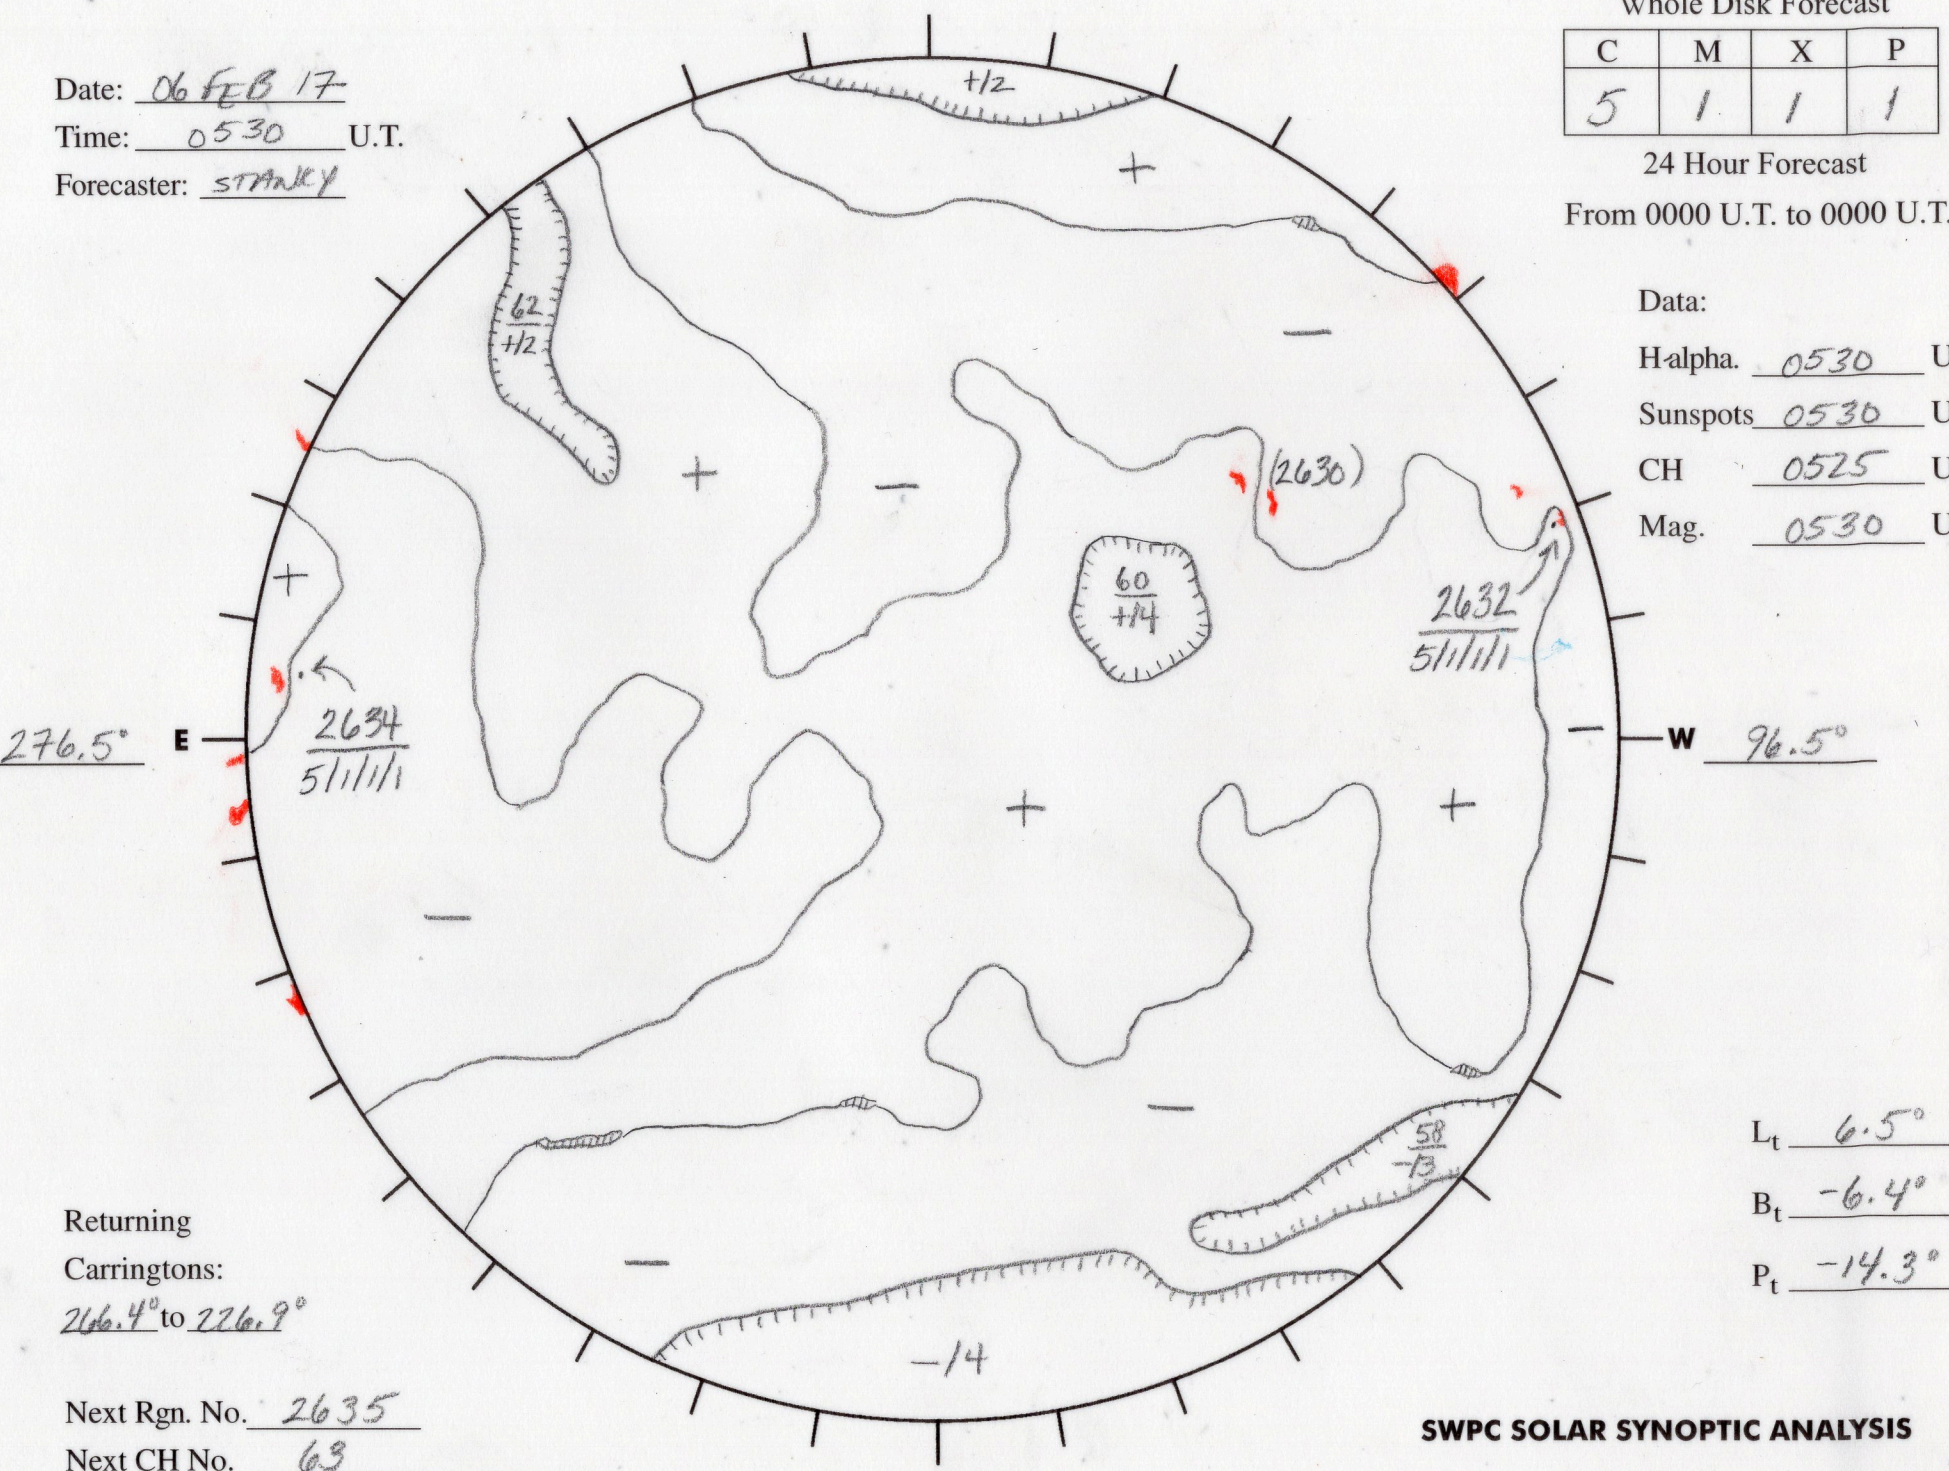 Whole Disk Forecast
C M X P
5 1 1 1
24 Hour Forecast
From 0000 U.T. to 0000 U.T.
Date: 06 FEB 17
Time: 0530 U.T.
Forecaster: STANKY
Data:
H-alpha. 0530 U
Sunspots 0530 U
CH 0525 U
Mag. 0530 U
+/2
+
62
+/2
−
+
−
(2630)
+
60
+/4
2632
5/1/1/1/1
2634
5/1/1/1/1
276.5° E
− W 96.5°
+
+
−
−
58
-/3
−
-/4
Lt 6.5°
Bt -6.4°
Pt -14.3°
Returning
Carringtons:
266.4° to 226.9°
Next Rgn. No. 2635
Next CH No. 63
SWPC SOLAR SYNOPTIC ANALYSIS